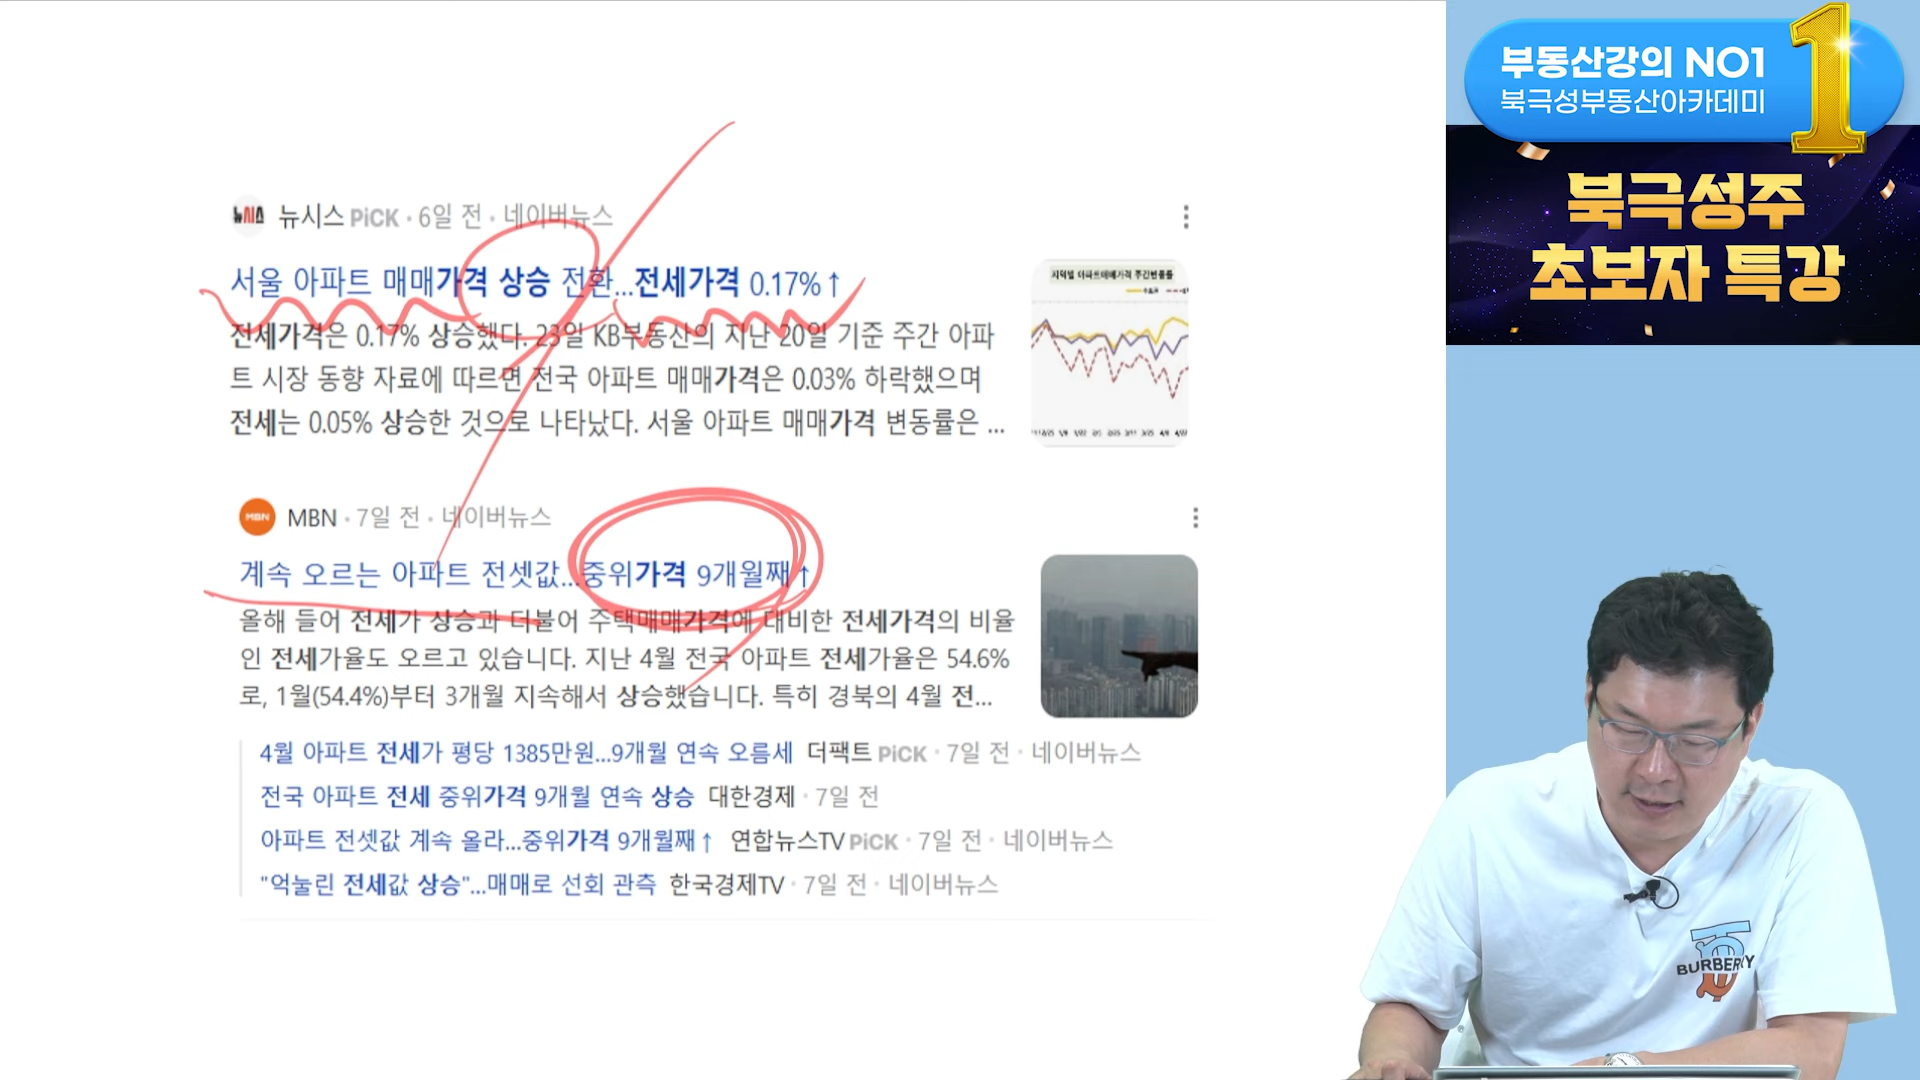 뉴시스 뉴시스 PiCK · 6일 전 · 네이버뉴스
서울 아파트 매매가격 상승 전환...전세가격 0.17%↑
전세가격은 0.17% 상승했다. 23일 KB부동산의 지난 20일 기준 주간 아파
트 시장 동향 자료에 따르면 전국 아파트 매매가격은 0.03% 하락했으며
전세는 0.05% 상승한 것으로 나타났다. 서울 아파트 매매가격 변동률은 ...
지역별 아파트매매가격 주간변동률
MBN MBN · 7일 전 · 네이버뉴스
계속 오르는 아파트 전셋값...중위가격 9개월째↑
올해 들어 전세가 상승과 더불어 주택매매가격에 대비한 전세가격의 비율
인 전세가율도 오르고 있습니다. 지난 4월 전국 아파트 전세가율은 54.6%
로, 1월(54.4%)부터 3개월 지속해서 상승했습니다. 특히 경북의 4월 전...
4월 아파트 전세가 평당 1385만원...9개월 연속 오름세 더팩트 PiCK · 7일 전 · 네이버뉴스
전국 아파트 전세 중위가격 9개월 연속 상승 대한경제 · 7일 전
아파트 전셋값 계속 올라...중위가격 9개월째↑ 연합뉴스TV PiCK · 7일 전 · 네이버뉴스
"억눌린 전세값 상승"...매매로 선회 관측 한국경제TV · 7일 전 · 네이버뉴스
부동산강의 NO1
북극성부동산아카데미
1
북극성주
초보자 특강
BURBERRY